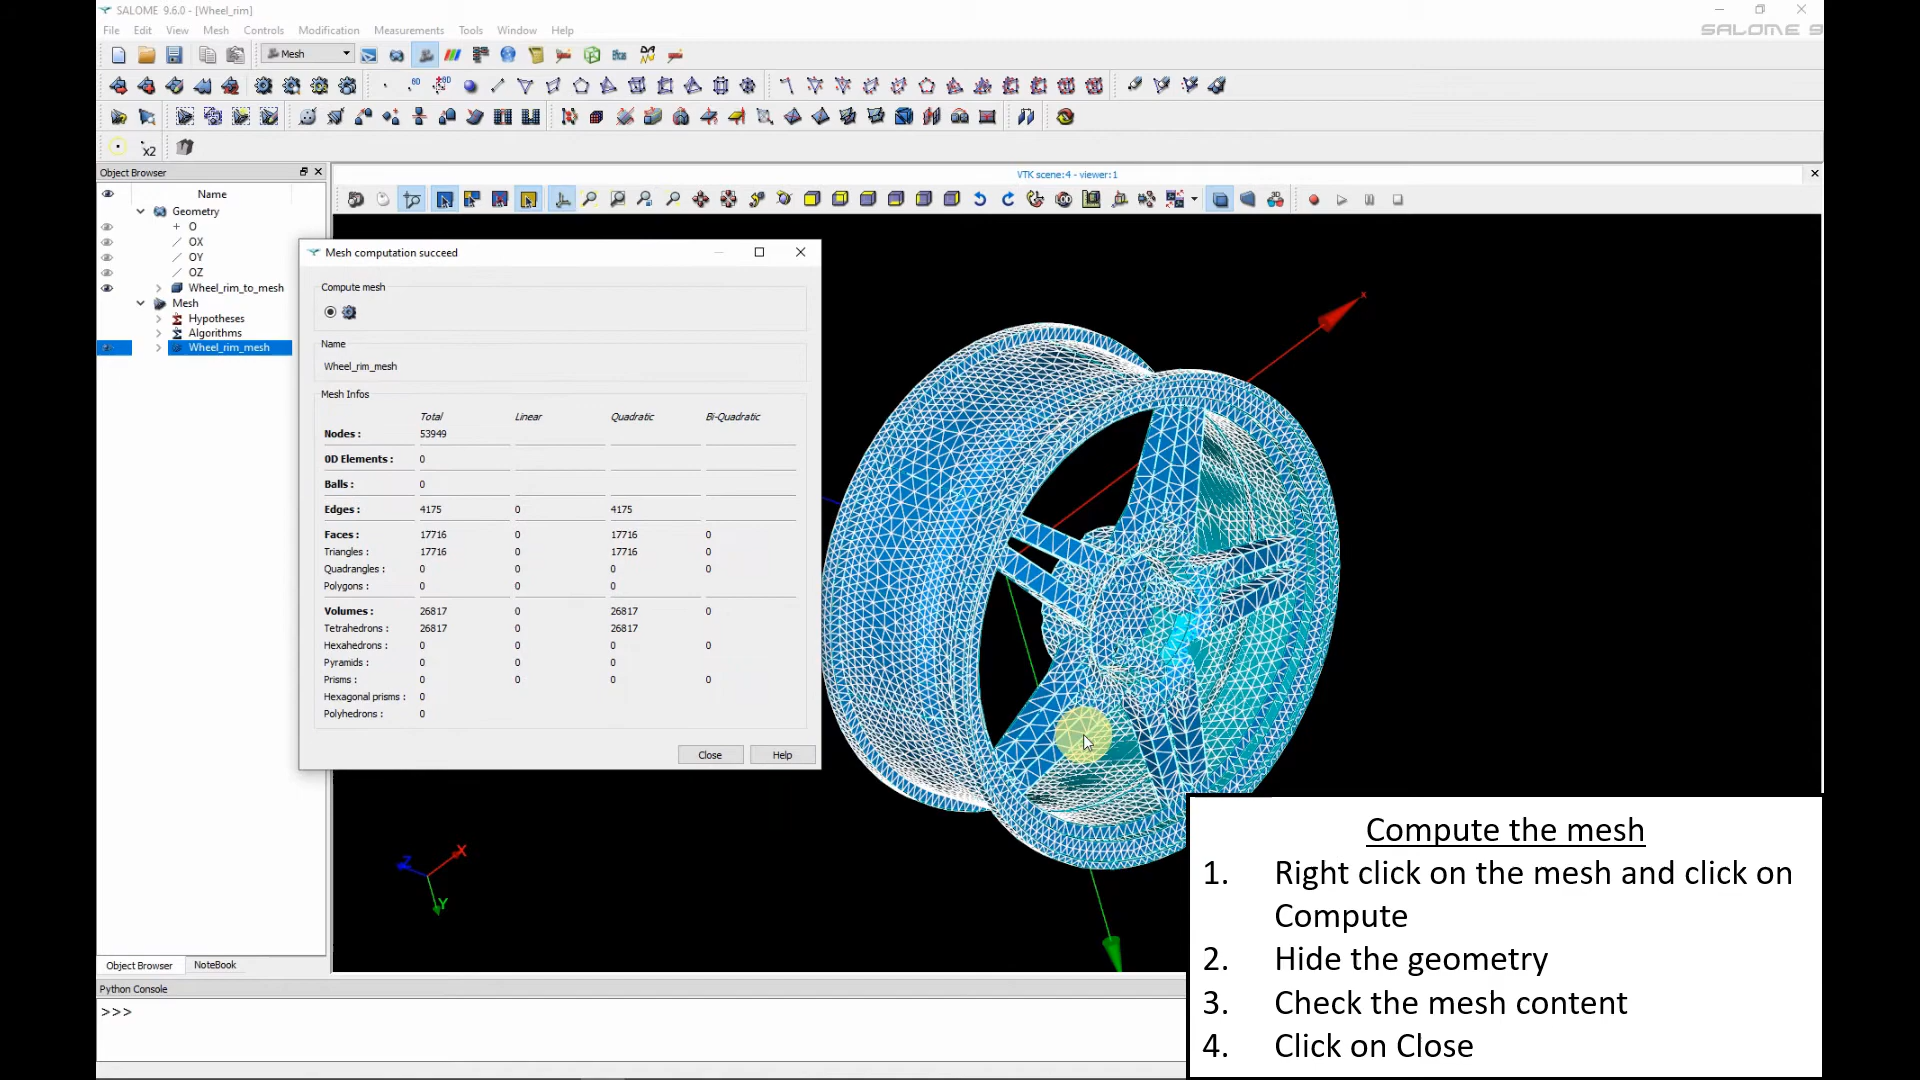 SALOME 9.6.0 - [Wheel_rim]
File Edit View Mesh Controls Modification Measurements Tools Window Help
SALOME 9
Mesh
x2
Object Browser
VTK scene:4 - viewer:1
Name
Geometry
O
OX
OY
OZ
Wheel_rim_to_mesh
Mesh
Hypotheses
Algorithms
Wheel_rim_mesh
Mesh computation succeed
Compute mesh
Name
Wheel_rim_mesh
Mesh Infos
Total Linear Quadratic Bi-Quadratic
Nodes : 53949
0D Elements : 0
Balls : 0
Edges : 4175 0 4175
Faces : 17716 0 17716 0
Triangles : 17716 0 17716 0
Quadrangles : 0 0 0 0
Polygons : 0 0 0
Volumes : 26817 0 26817 0
Tetrahedrons : 26817 0 26817
Hexahedrons : 0 0 0 0
Pyramids : 0 0 0
Prisms : 0 0 0 0
Hexagonal prisms : 0
Polyhedrons : 0
Close Help
X
Z X
Y
Compute the mesh
1. Right click on the mesh and click on
Compute
2. Hide the geometry
3. Check the mesh content
4. Click on Close
Object Browser NoteBook
Python Console
>>>